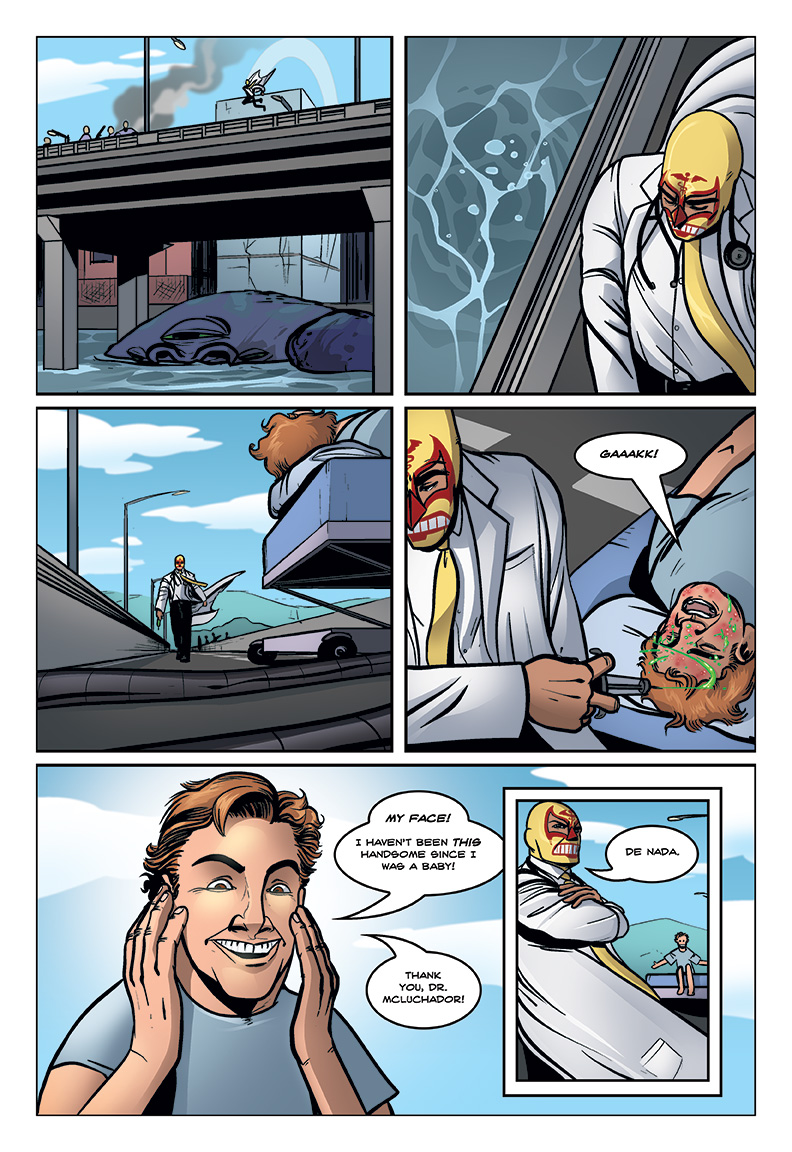 GAAAKK!
MY FACE!
I HAVEN'T BEEN THIS
HANDSOME SINCE I
WAS A BABY!
THANK
YOU, DR.
MCLUCHADOR!
DE NADA.